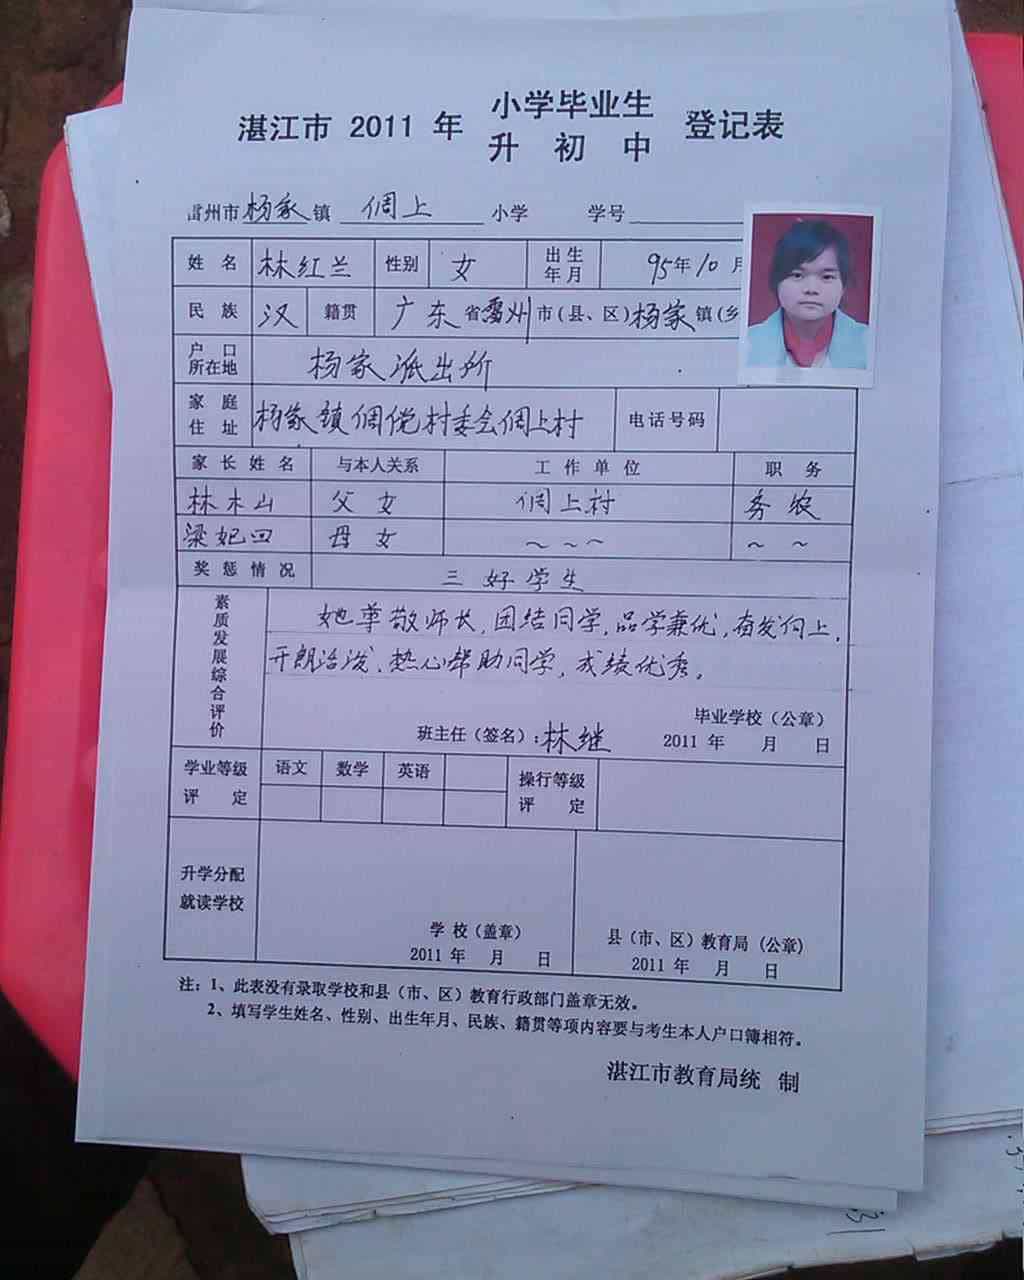 湛江市 2011 年 小学毕业生 升初中 登记表
雷州市杨家镇 倜上 小学 学号
姓名 林红兰 性别 女 出生年月 95年10月
民族 汉 籍贯 广东省雷州市(县、区)杨家镇(乡
户口所在地 杨家派出所
家庭住址 杨家镇倜侊村委会倜上村 电话号码
家长姓名 与本人关系 工作单位 职务
林木山 父女 倜上村 务农
梁妃四 母女 ～～～ ～～
奖惩情况 三好学生
素质发展综合评价
她尊敬师长,团结同学,品学兼优,奋发向上,
开朗活泼、热心帮助同学,成绩优秀。
毕业学校(公章)
班主任(签名):林继 2011 年 月 日
学业等级评定 语文 数学 英语 操行等级评定
升学分配就读学校
学校(盖章) 县(市、区)教育局(公章)
2011 年 月 日 2011 年 月 日
注:1、此表没有录取学校和县(市、区)教育行政部门盖章无效。
2、填写学生姓名、性别、出生年月、民族、籍贯等项内容要与考生本人户口簿相符。
湛江市教育局统 制